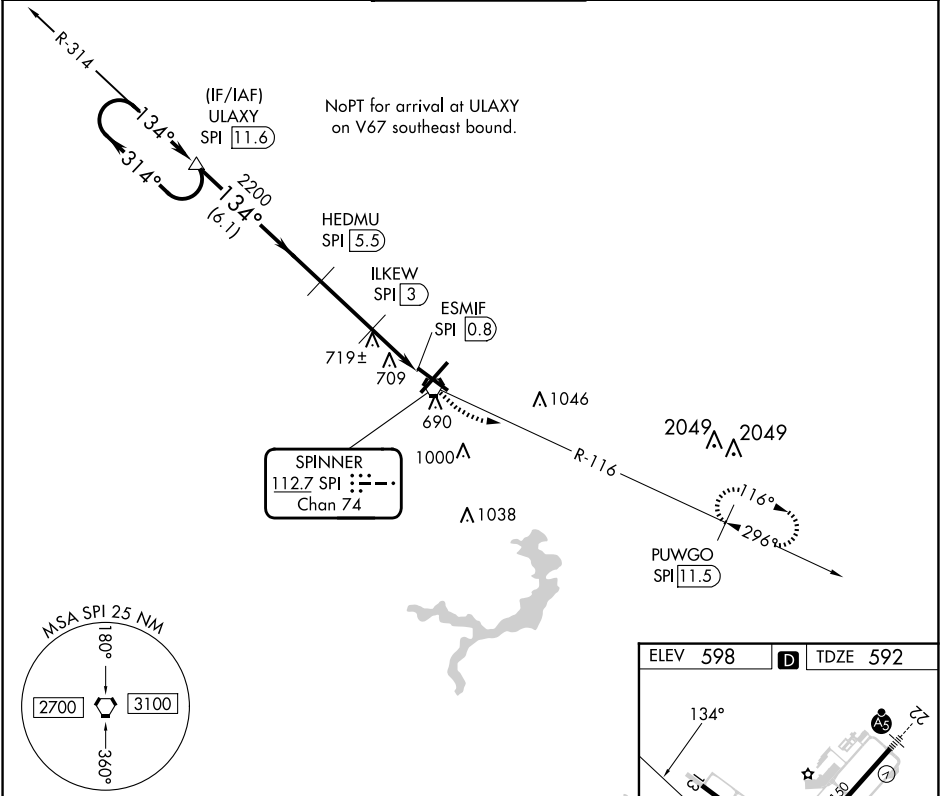 R-314
(IF/IAF)
ULAXY
SPI 11.6
NoPT for arrival at ULAXY
on V67 southeast bound.
134°
314°
2200
134°
(6.1)
HEDMU
SPI 5.5
ILKEW
SPI 3
ESMIF
SPI 0.8
719±
709
690
1046
1000
1038
2049
2049
R-116
116°
296°
PUWGO
SPI 11.5
SPINNER
112.7 SPI
Chan 74
MSA SPI 25 NM
180°
2700
3100
360°
ELEV 598
D
TDZE 592
134°
A5
22
V
13
150